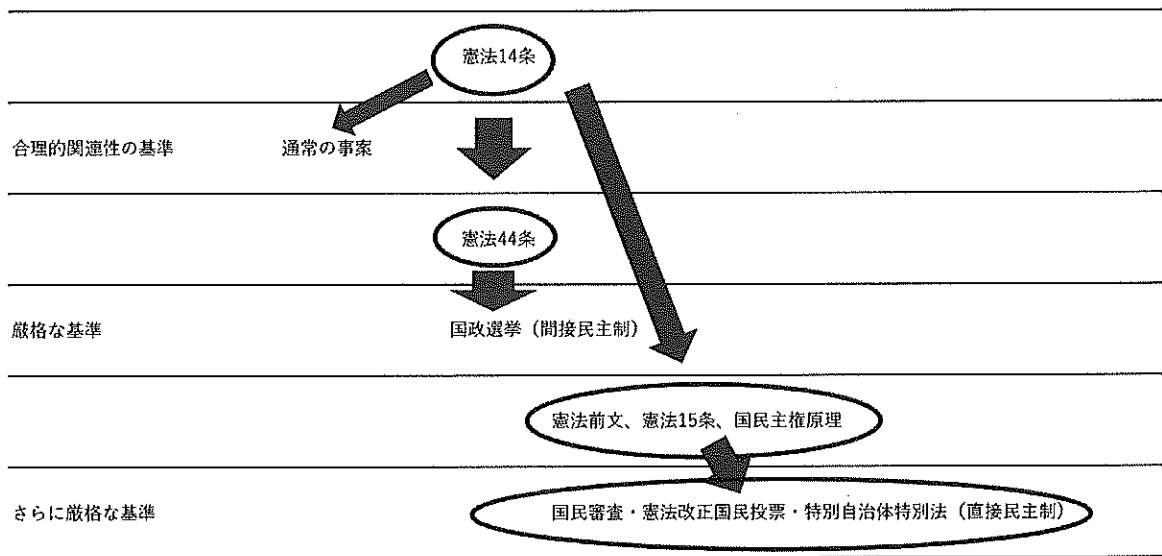 憲法14条
合理的関連性の基準 通常の事案
憲法44条
厳格な基準 国政選挙（間接民主制）
憲法前文、憲法15条、国民主権原理
さらに厳格な基準 国民審査・憲法改正国民投票・特別自治体特別法（直接民主制）